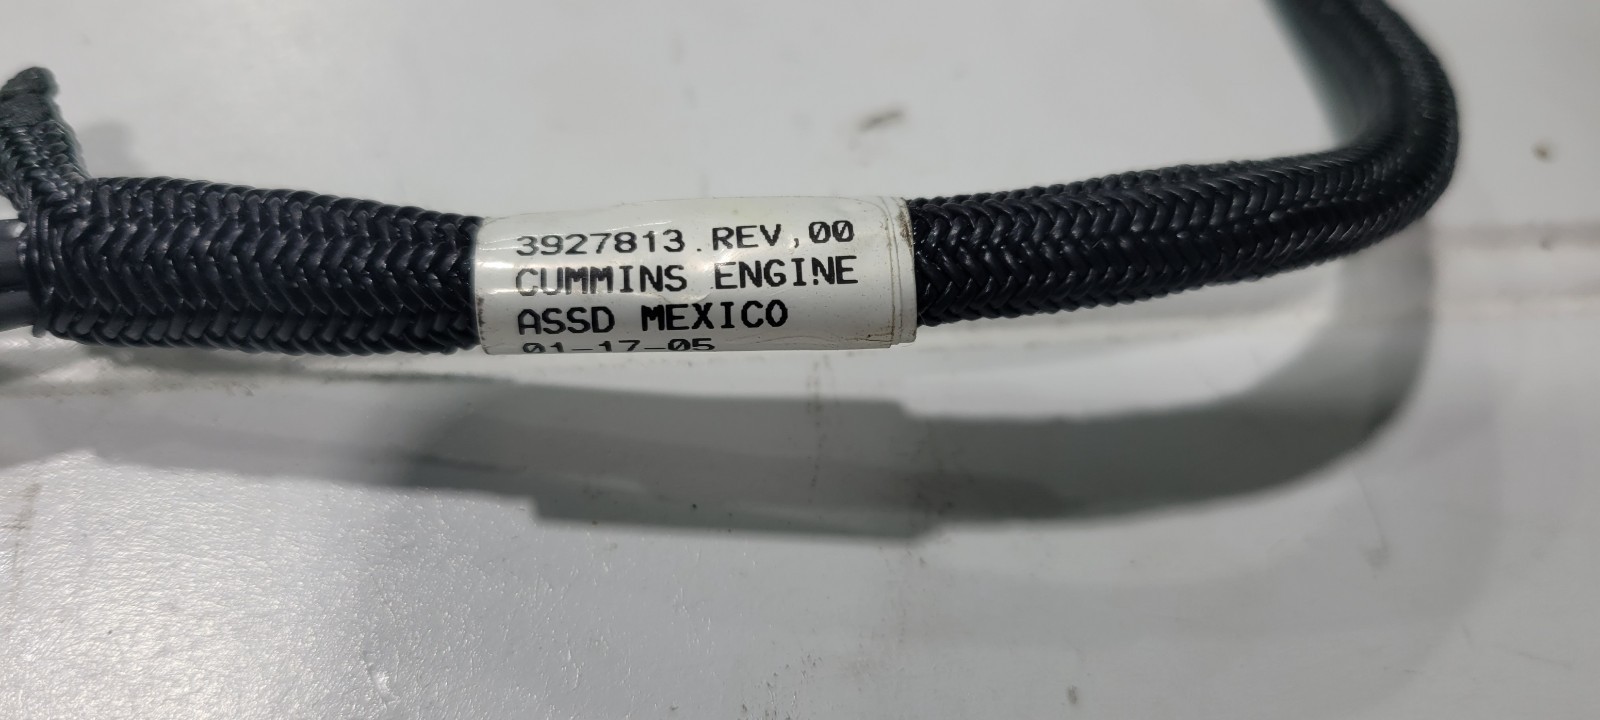 3927813.REV,00
CUMMINS ENGINE
ASSD MEXICO
01-17-05